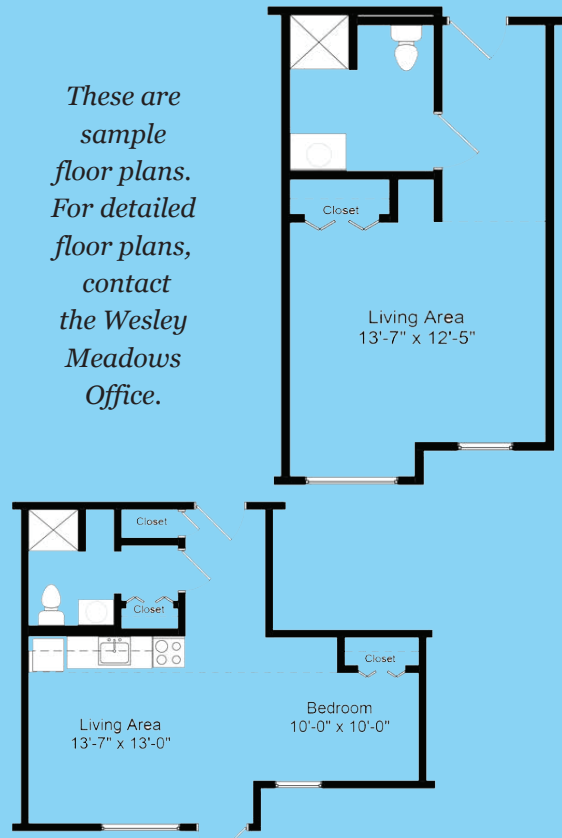 These are
sample
floor plans.
For detailed
floor plans,
contact
the Wesley
Meadows
Office.
Closet
Living Area
13'-7" x 12'-5"
Closet
Closet
Closet
Living Area
13'-7" x 13'-0"
Bedroom
10'-0" x 10'-0"